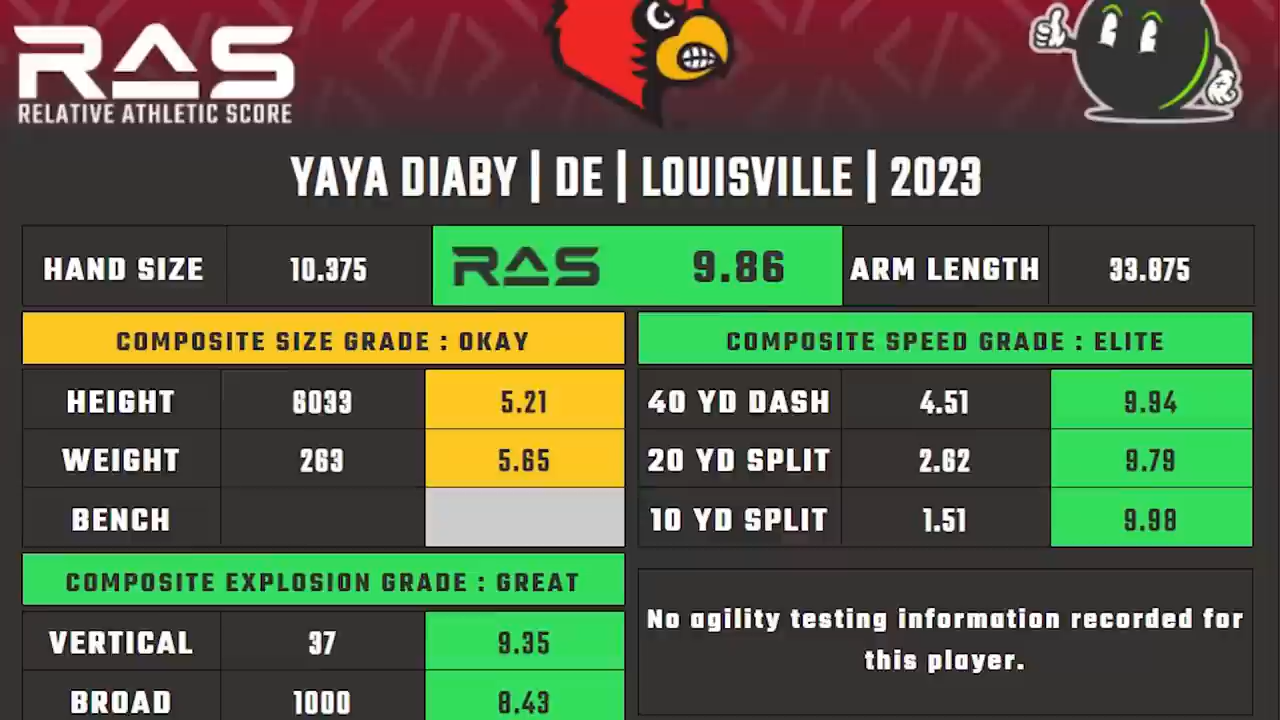 RAS
RELATIVE ATHLETIC SCORE
YAYA DIABY | DE | LOUISVILLE | 2023
HAND SIZE 10.375 RAS 9.86 ARM LENGTH 33.875
COMPOSITE SIZE GRADE : OKAY
HEIGHT 6033 5.21
WEIGHT 263 5.65
BENCH
COMPOSITE SPEED GRADE : ELITE
40 YD DASH 4.51 9.94
20 YD SPLIT 2.62 9.79
10 YD SPLIT 1.51 9.98
COMPOSITE EXPLOSION GRADE : GREAT
VERTICAL 37 9.35
BROAD 1000 8.43
No agility testing information recorded for
this player.